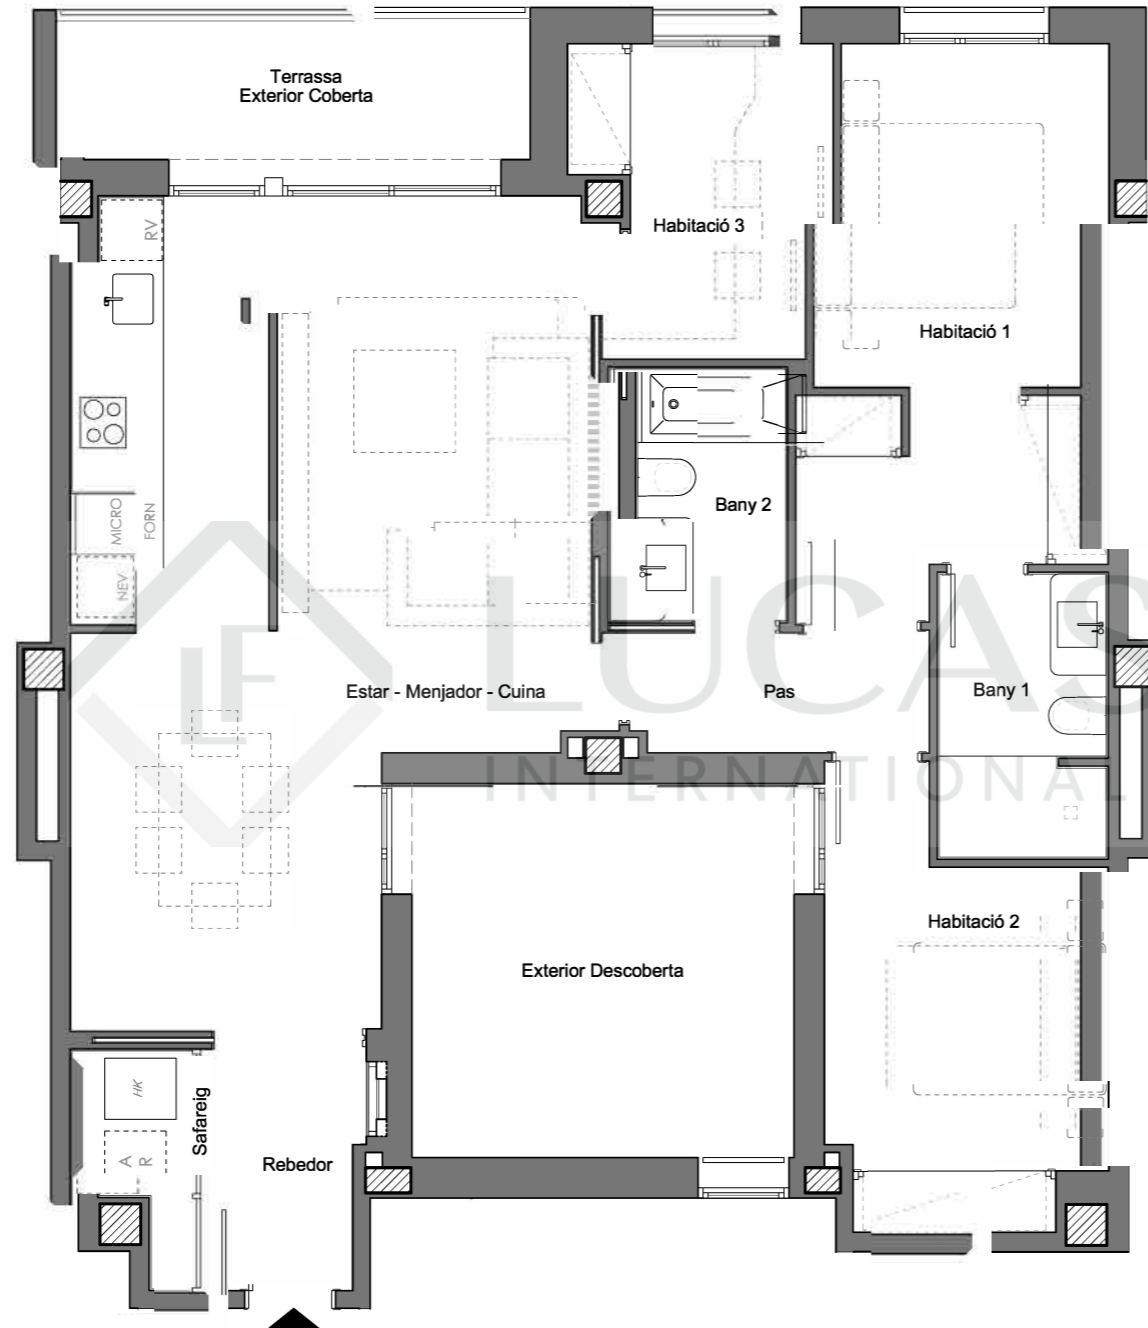 Terrassa
Exterior Coberta
RV
Habitació 3
Habitació 1
MICRO
FORN
NEV
Bany 2
LF
LUCAS
INTERNATIONAL
Estar - Menjador - Cuina
Pas
Bany 1
Habitació 2
Exterior Descoberta
HK
Safareig
A
R
Rebedor